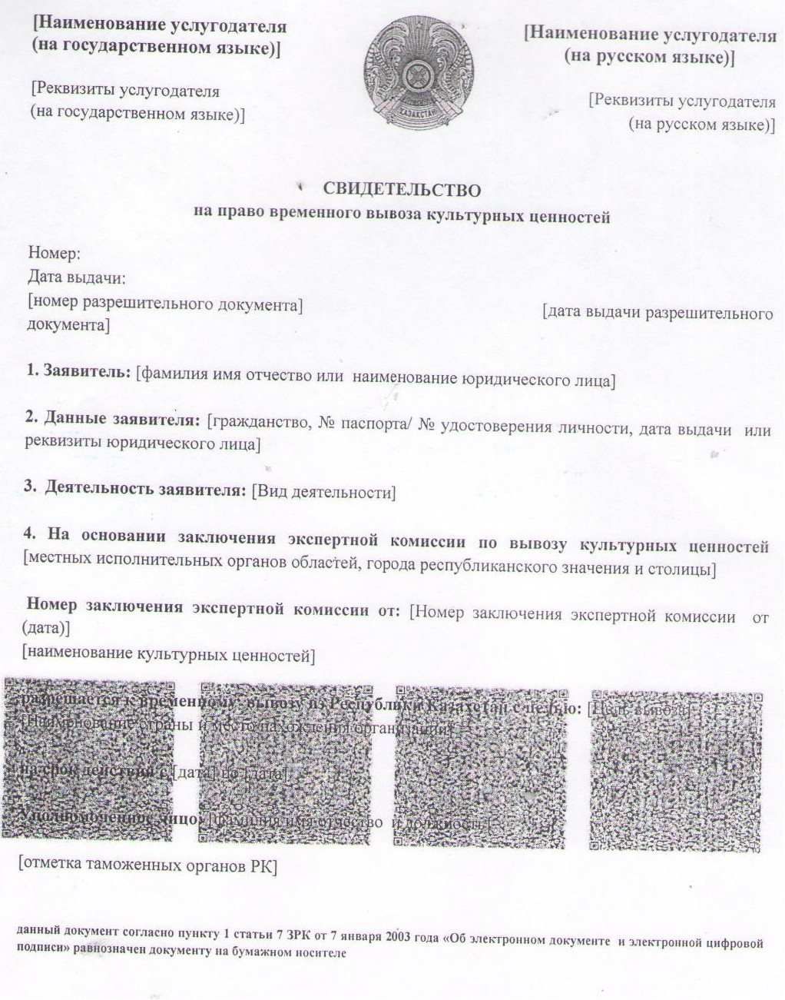 [Наименование услугодателя
(на государственном языке)]
[Реквизиты услугодателя
(на государственном языке)]
ҚАЗАҚСТАН
[Наименование услугодателя
(на русском языке)]
[Реквизиты услугодателя
(на русском языке)]
СВИДЕТЕЛЬСТВО
на право временного вывоза культурных ценностей
Номер:
Дата выдачи:
[номер разрешительного документа] [дата выдачи разрешительного
документа]
1. Заявитель: [фамилия имя отчество или наименование юридического лица]
2. Данные заявителя: [гражданство, № паспорта/ № удостоверения личности, дата выдачи или
реквизиты юридического лица]
3. Деятельность заявителя: [Вид деятельности]
4. На основании заключения экспертной комиссии по вывозу культурных ценностей
[местных исполнительных органов областей, города республиканского значения и столицы]
Номер заключения экспертной комиссии от: [Номер заключения экспертной комиссии от
(дата)]
[наименование культурных ценностей]
разрешается к временному вывозу из Республики Казахстан с целью: [Цель вывоза]
[Наименование страны и место нахождения организации]
на срок действия с [дата] по [дата]
Уполномоченное лицо: [фамилия имя отчество и должность]
[отметка таможенных органов РК]
данный документ согласно пункту 1 статьи 7 ЗРК от 7 января 2003 года «Об электронном документе и электронной цифровой
подписи» равнозначен документу на бумажном носителе